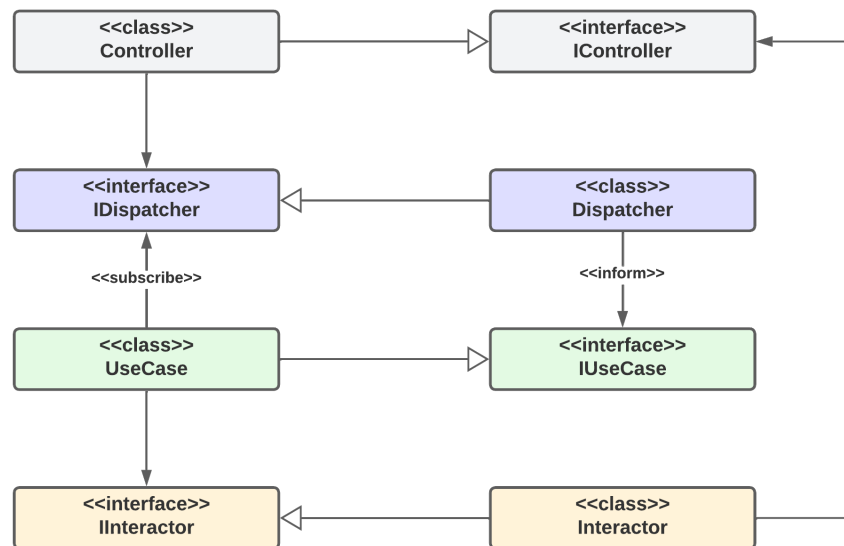 <<class>>
Controller
<<interface>>
IController
<<interface>>
IDispatcher
<<class>>
Dispatcher
<<subscribe>>
<<inform>>
<<class>>
UseCase
<<interface>>
IUseCase
<<interface>>
IInteractor
<<class>>
Interactor